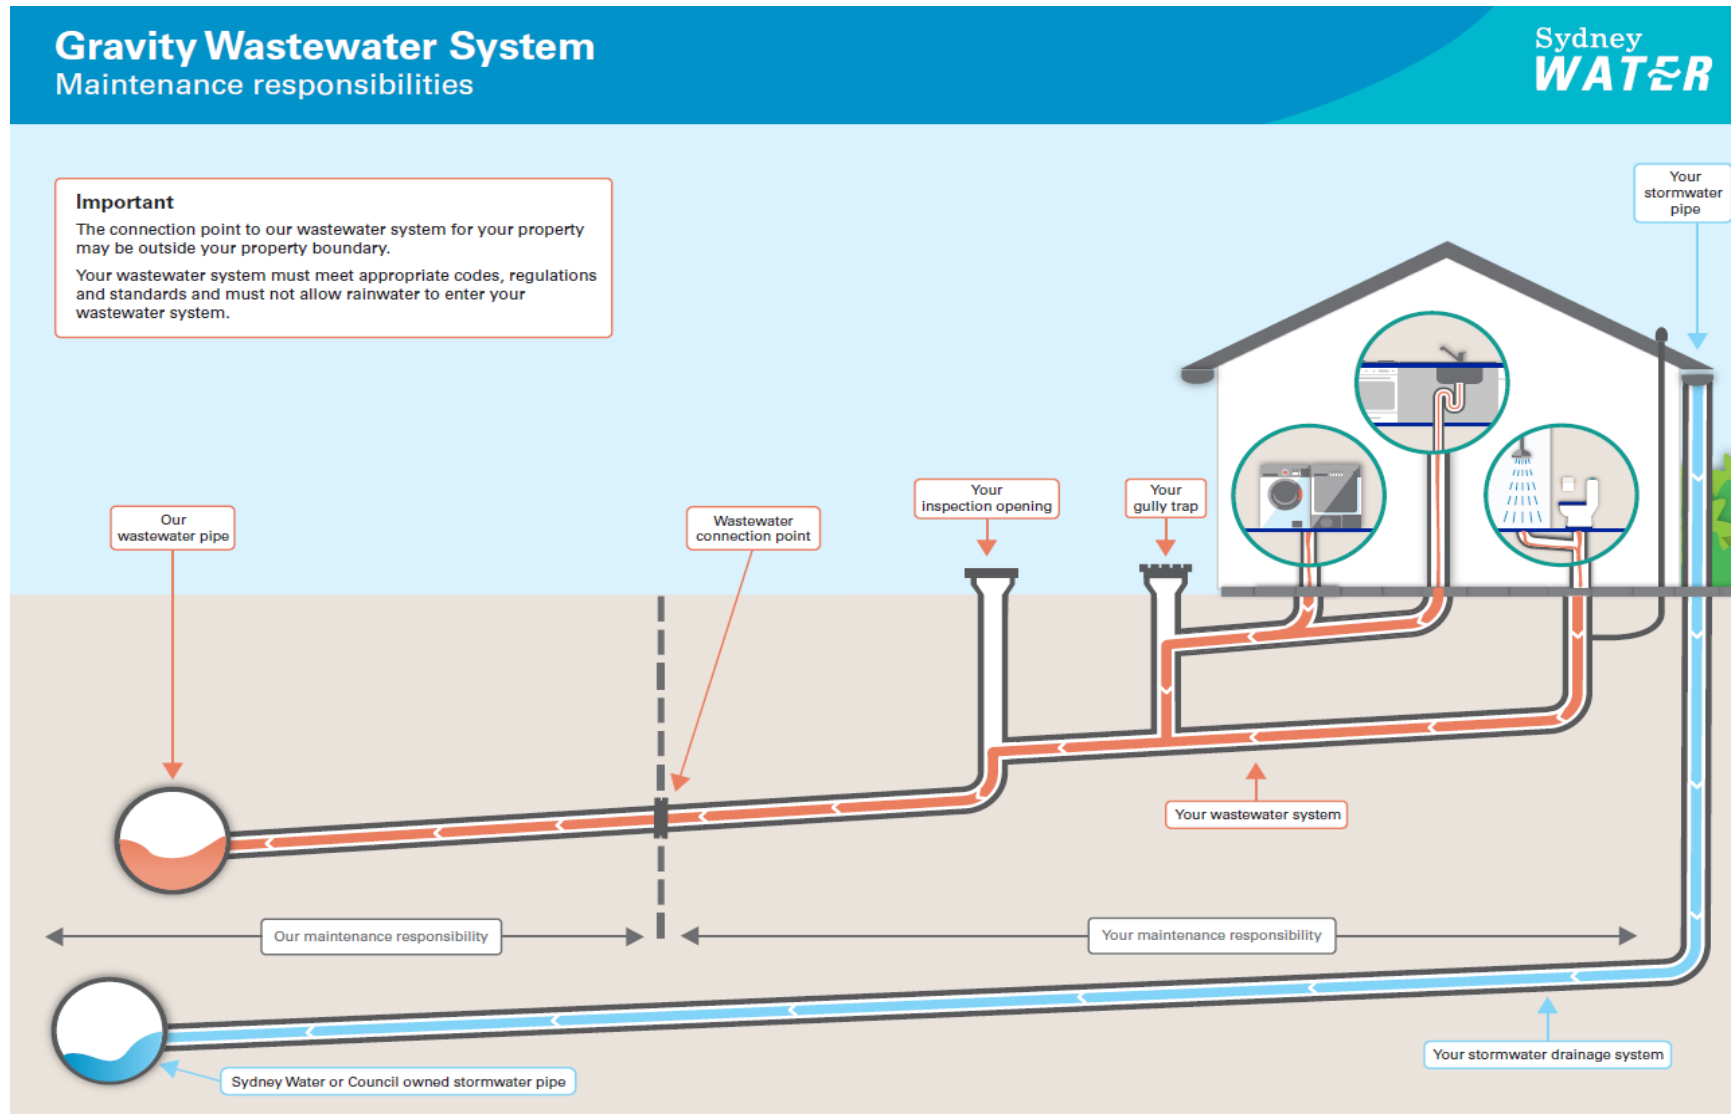 Gravity Wastewater System
Maintenance responsibilities
Sydney
WATER
Important
The connection point to our wastewater system for your property
may be outside your property boundary.
Your wastewater system must meet appropriate codes, regulations
and standards and must not allow rainwater to enter your
wastewater system.
Your
stormwater
pipe
Your
inspection opening
Your
gully trap
Our
wastewater pipe
Wastewater
connection point
Your wastewater system
Our maintenance responsibility
Your maintenance responsibility
Your stormwater drainage system
Sydney Water or Council owned stormwater pipe